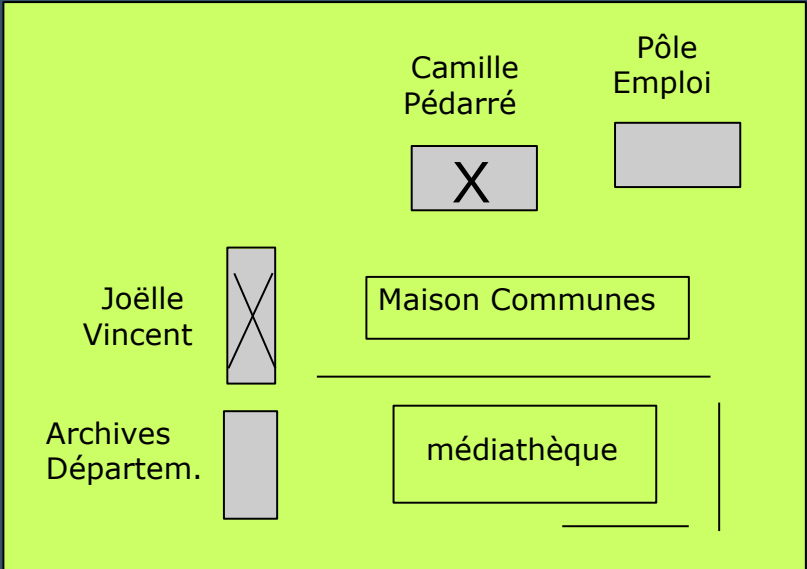 Camille
Pédarré
Pôle
Emploi
X
Joëlle
Vincent
Maison Communes
Archives
Départem.
médiathèque